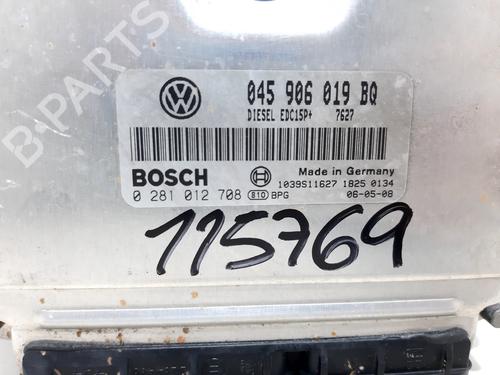 045 906 019 BQ
DIESEL EDC15P+ 7627
BOSCH
Made in Germany
1039S11627 1825 0134
0 281 012 708 810 BPG 06-05-08
115769